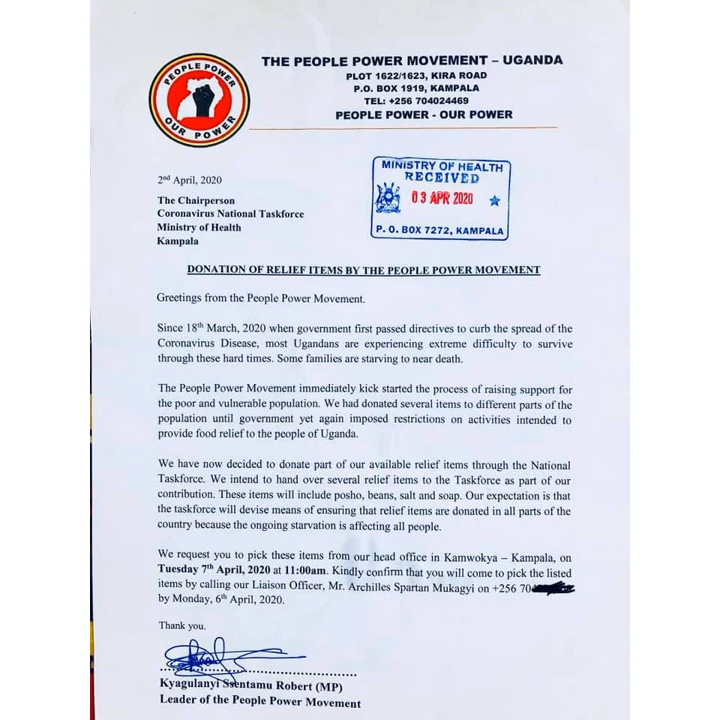 PEOPLE POWER
OUR POWER
THE PEOPLE POWER MOVEMENT – UGANDA
PLOT 1622/1623, KIRA ROAD
P.O. BOX 1919, KAMPALA
TEL: +256 704024469
PEOPLE POWER - OUR POWER
MINISTRY OF HEALTH
RECEIVED
03 APR 2020
P. O. BOX 7272, KAMPALA
2nd April, 2020
The Chairperson
Coronavirus National Taskforce
Ministry of Health
Kampala
DONATION OF RELIEF ITEMS BY THE PEOPLE POWER MOVEMENT
Greetings from the People Power Movement.
Since 18th March, 2020 when government first passed directives to curb the spread of the
Coronavirus Disease, most Ugandans are experiencing extreme difficulty to survive
through these hard times. Some families are starving to near death.
The People Power Movement immediately kick started the process of raising support for
the poor and vulnerable population. We had donated several items to different parts of the
population until government yet again imposed restrictions on activities intended to
provide food relief to the people of Uganda.
We have now decided to donate part of our available relief items through the National
Taskforce. We intend to hand over several relief items to the Taskforce as part of our
contribution. These items will include posho, beans, salt and soap. Our expectation is that
the taskforce will devise means of ensuring that relief items are donated in all parts of the
country because the ongoing starvation is affecting all people.
We request you to pick these items from our head office in Kamwokya – Kampala, on
Tuesday 7th April, 2020 at 11:00am. Kindly confirm that you will come to pick the listed
items by calling our Liaison Officer, Mr. Archilles Spartan Mukagyi on +256 70
by Monday, 6th April, 2020.
Thank you.
Kyagulanyi Ssentamu Robert (MP)
Leader of the People Power Movement